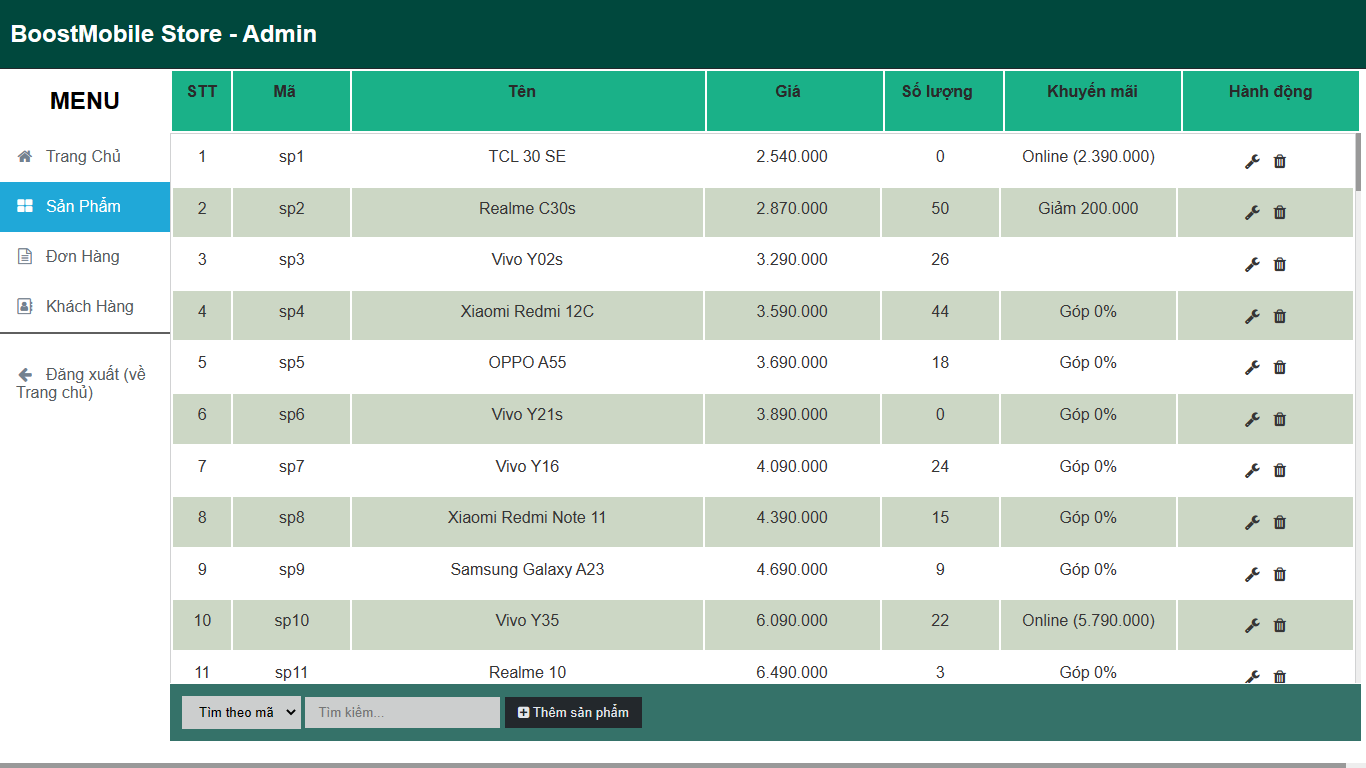 BoostMobile Store - Admin
MENU
Trang Chủ
Sản Phẩm
Đơn Hàng
Khách Hàng
Đăng xuất (về
Trang chủ)
STT Mã Tên Giá Số lượng Khuyến mãi Hành động
1 sp1 TCL 30 SE 2.540.000 0 Online (2.390.000)
2 sp2 Realme C30s 2.870.000 50 Giảm 200.000
3 sp3 Vivo Y02s 3.290.000 26
4 sp4 Xiaomi Redmi 12C 3.590.000 44 Góp 0%
5 sp5 OPPO A55 3.690.000 18 Góp 0%
6 sp6 Vivo Y21s 3.890.000 0 Góp 0%
7 sp7 Vivo Y16 4.090.000 24 Góp 0%
8 sp8 Xiaomi Redmi Note 11 4.390.000 15 Góp 0%
9 sp9 Samsung Galaxy A23 4.690.000 9 Góp 0%
10 sp10 Vivo Y35 6.090.000 22 Online (5.790.000)
11 sp11 Realme 10 6.490.000 3 Góp 0%
Tìm theo mã Tìm kiếm... Thêm sản phẩm